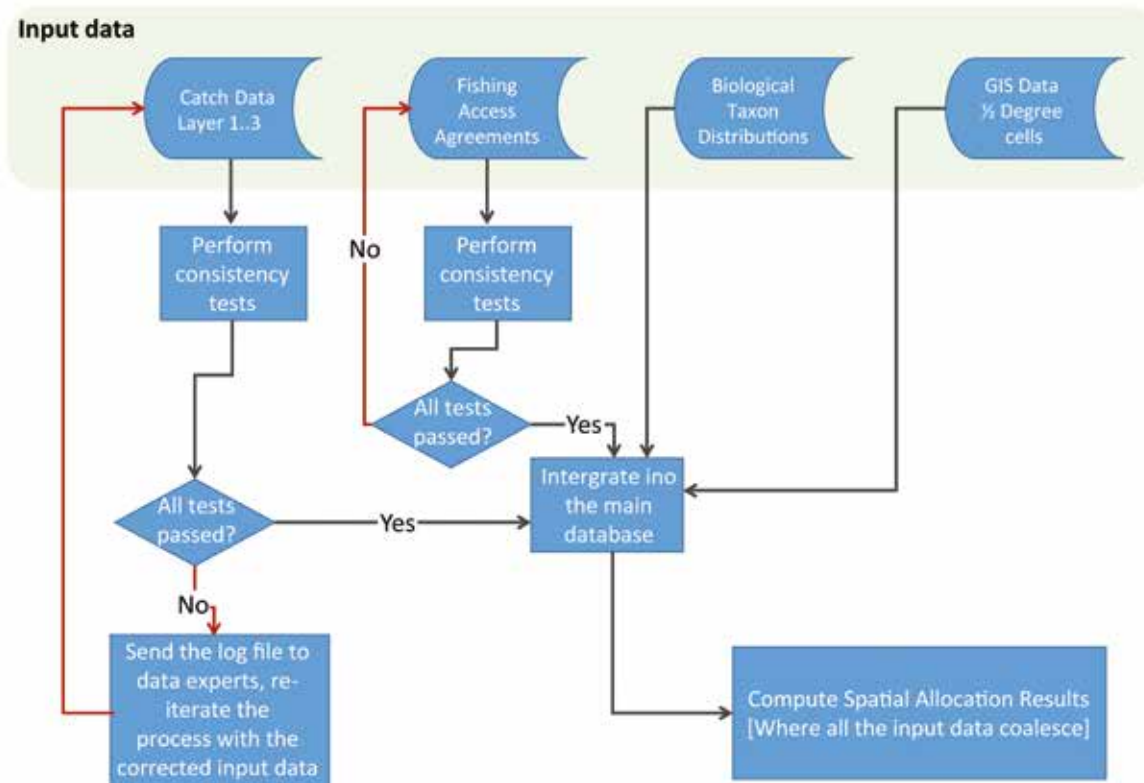 Input data
Catch Data
Layer 1..3
Fishing
Access
Agreements
Biological
Taxon
Distributions
GIS Data
½ Degree
cells
Perform
consistency
tests
No
Perform
consistency
tests
All tests
passed?
Yes
Intergrate ino
the main
database
All tests
passed?
Yes
No
Send the log file to
data experts, re-
iterate the
process with the
corrected input data
Compute Spatial Allocation Results
[Where all the input data coalesce]